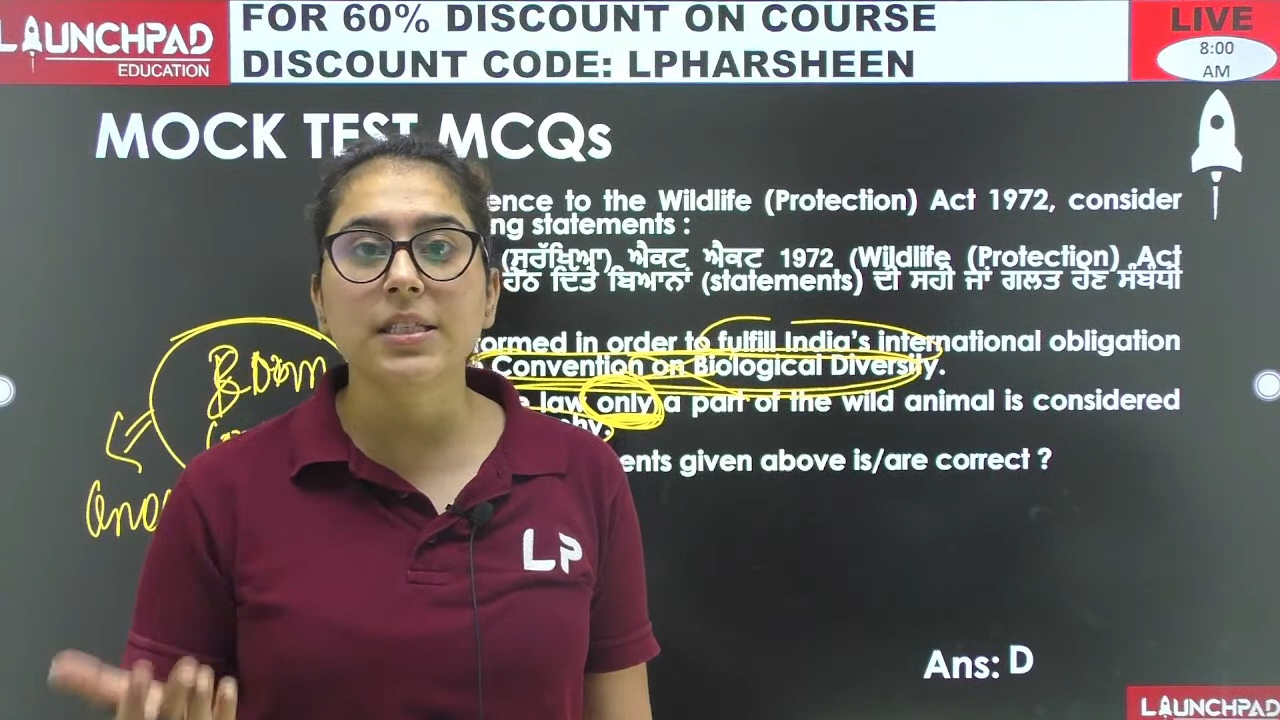 LAUNCHPAD
EDUCATION
FOR 60% DISCOUNT ON COURSE
DISCOUNT CODE: LPHARSHEEN
LIVE
8:00
AM
MOCK TEST MCQs
ence to the Wildlife (Protection) Act 1972, consider
ng statements :
(ਸੁਰੱਖਿਆ) ਐਕਟ ਐਕਟ 1972 (Wildlife (Protection) Act
ਹੇਠ ਦਿੱਤੇ ਬਿਆਨਾਂ (statements) ਦੀ ਸਹੀ ਜਾਂ ਗਲਤ ਹੋਣ ਸੰਬੰਧੀ
ormed in order to fulfill India's international obligation
Convention on Biological Diversity.
e law only a part of the wild animal is considered
hy.
ents given above is/are correct ?
Ans: D
LP
LAUNCHPAD